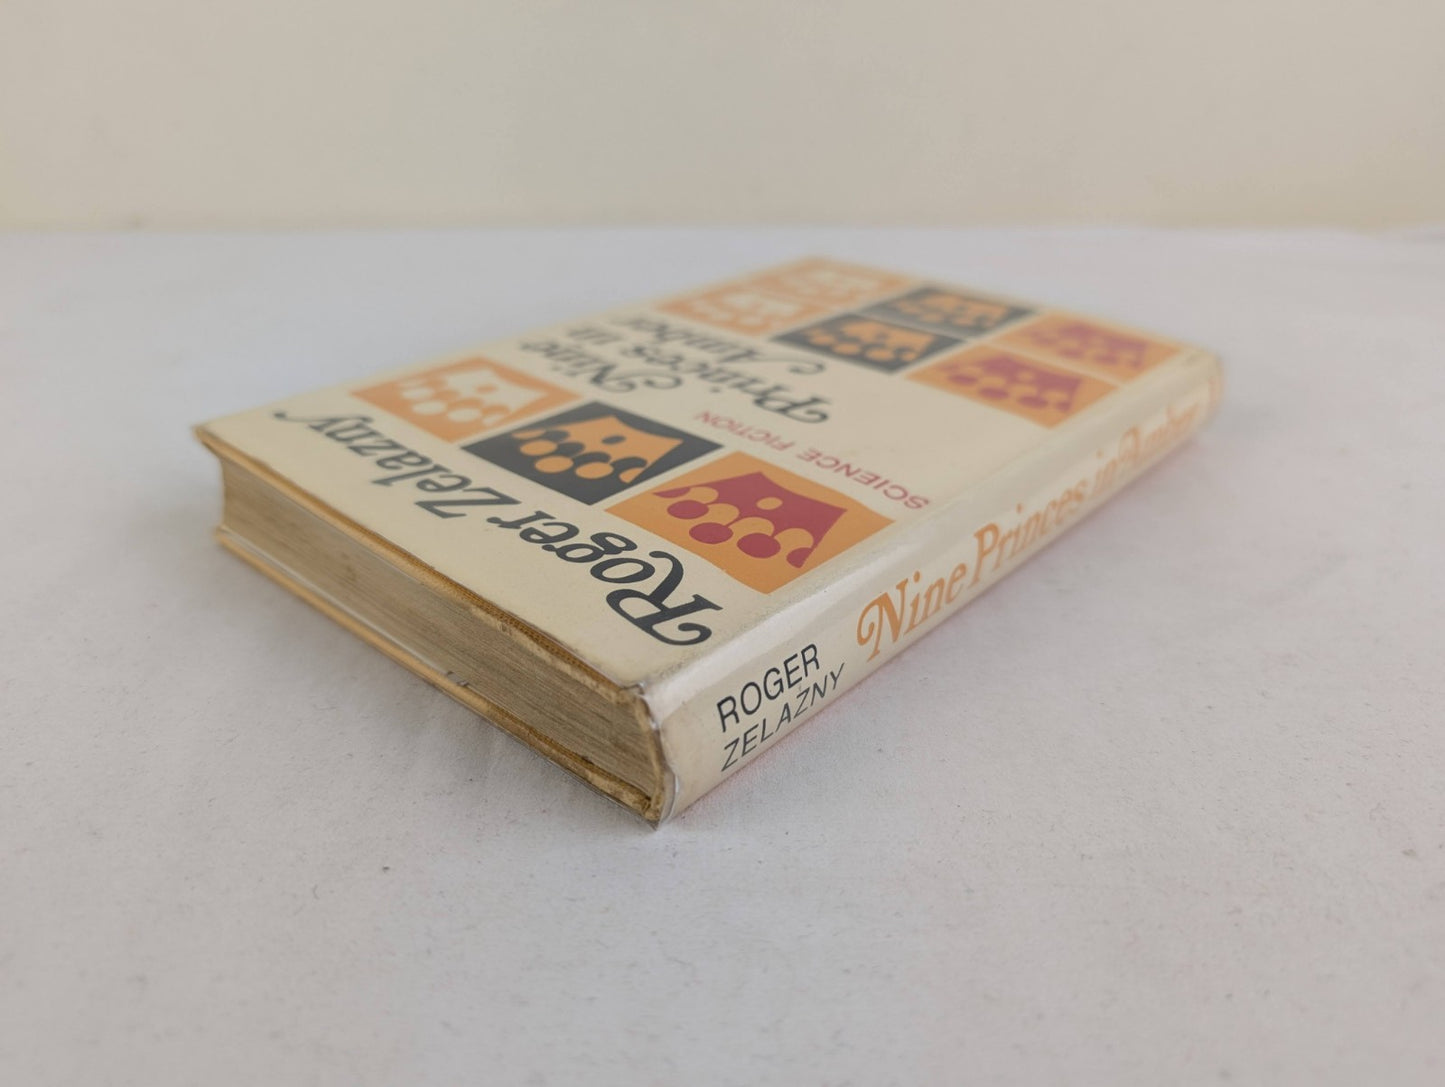 Roger Zelazny
SCIENCE FICTION
Nine
Princes in
Amber
ROGER
ZELAZNY
Nine Princes in Amber